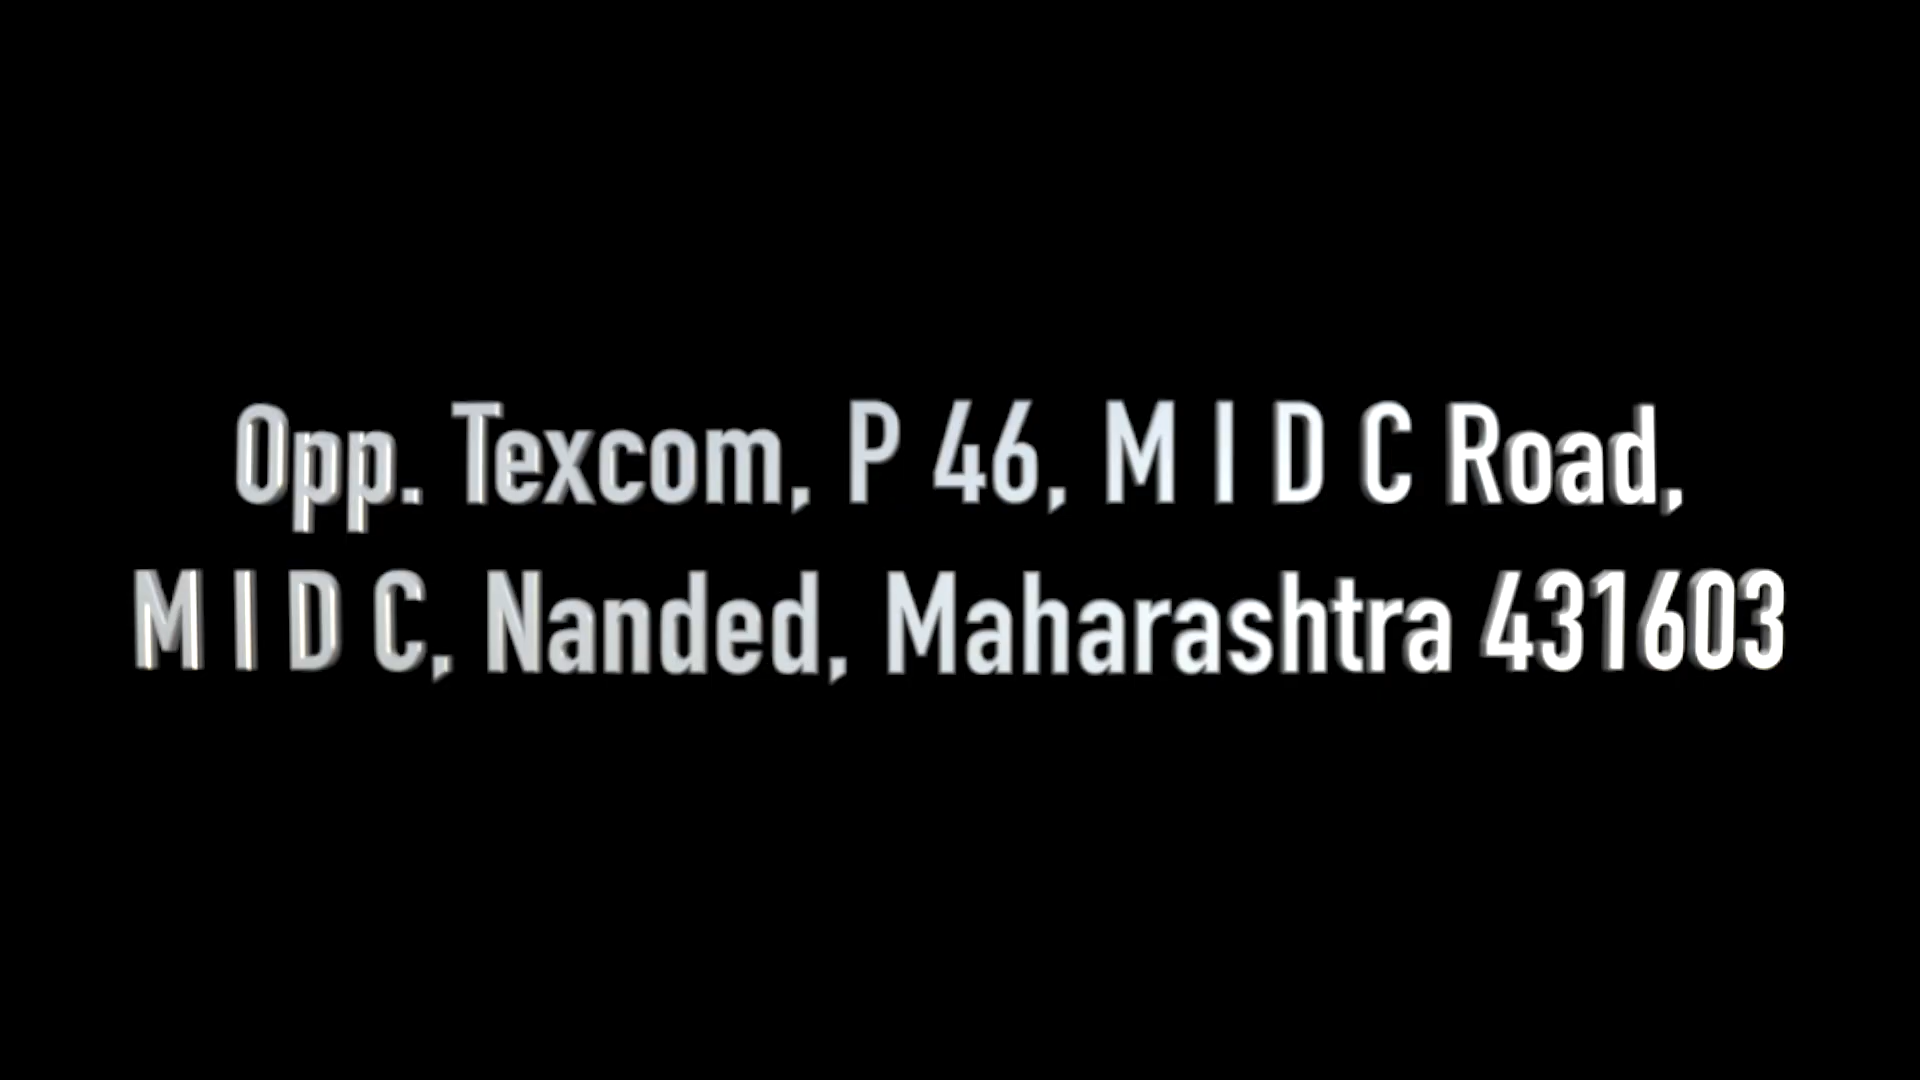 Opp. Texcom, P 46, M I D C Road,
M I D C, Nanded, Maharashtra 431603